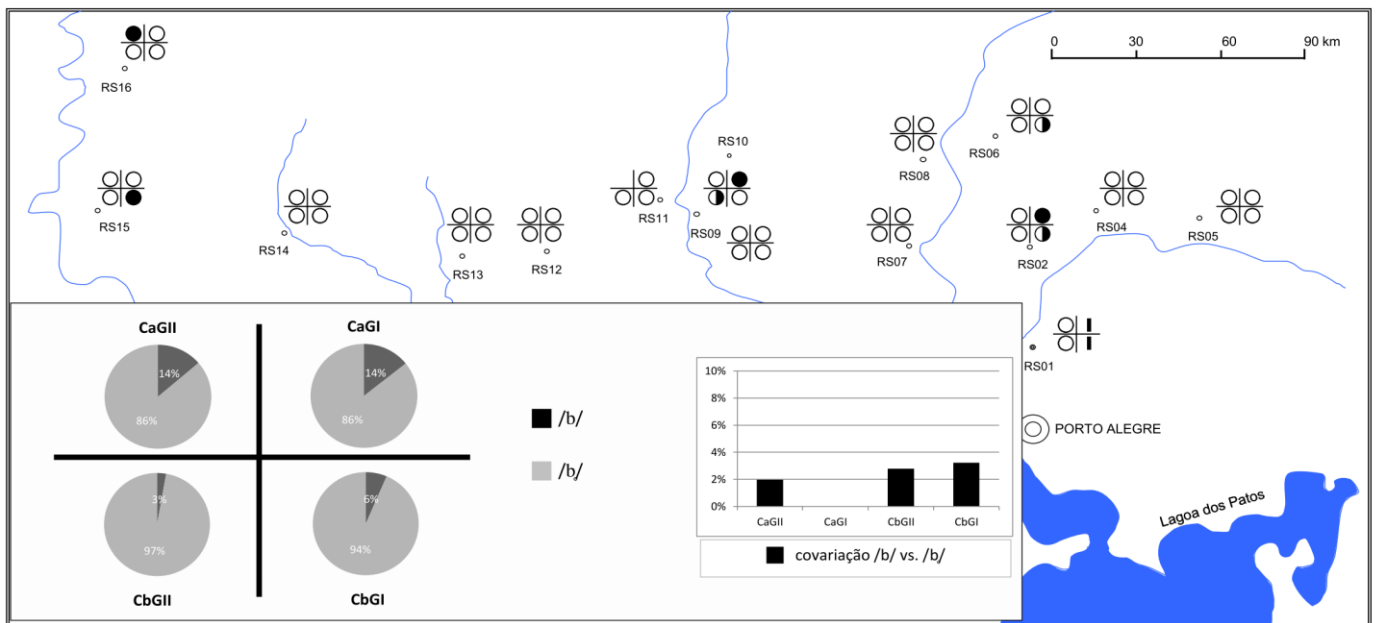 0 30 60 90 km
RS16
RS10
RS06
RS08
RS15
RS11
RS09
RS04
RS05
RS14
RS13
RS12
RS07
RS02
RS01
PORTO ALEGRE
Lagoa dos Patos
CaGII
CaGI
14%
86%
14%
86%
3%
97%
6%
94%
CbGII
CbGI
/b/
/b̥/
10%
8%
6%
4%
2%
0%
CaGII CaGI CbGII CbGI
covariação /b/ vs. /b̥/